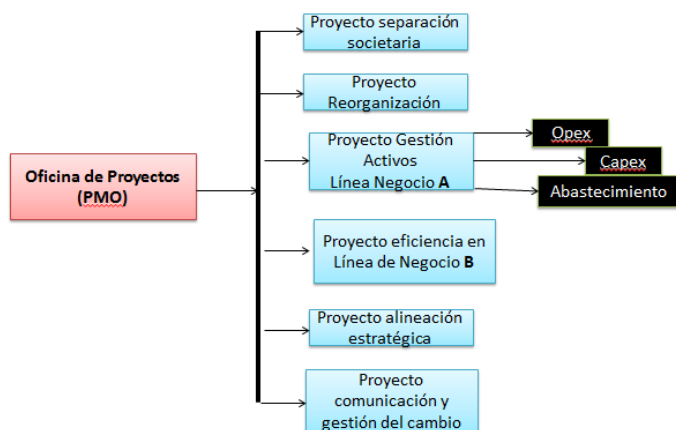 Proyecto separación
societaria
Proyecto
Reorganización
Proyecto Gestión
Activos
Línea Negocio A
Opex
Capex
Abastecimiento
Oficina de Proyectos
(PMO)
Proyecto eficiencia en
Línea de Negocio B
Proyecto alineación
estratégica
Proyecto
comunicación y
gestión del cambio